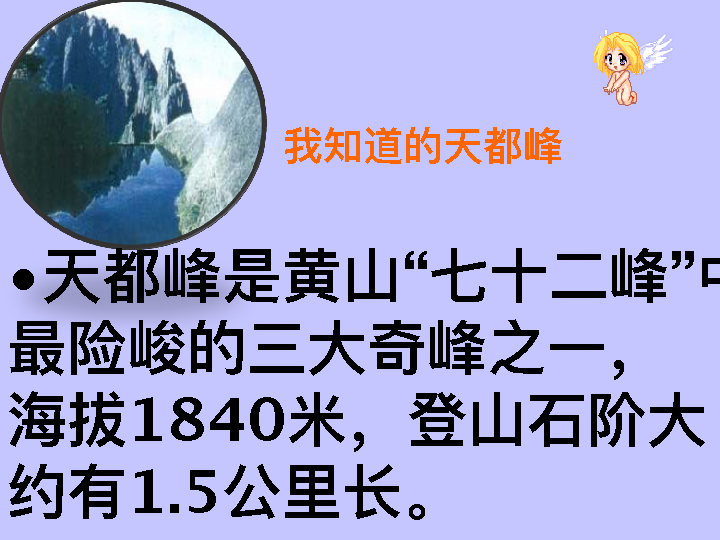 我知道的天都峰
•天都峰是黄山“七十二峰”中
最险峻的三大奇峰之一，
海拔1840米，登山石阶大
约有1.5公里长。